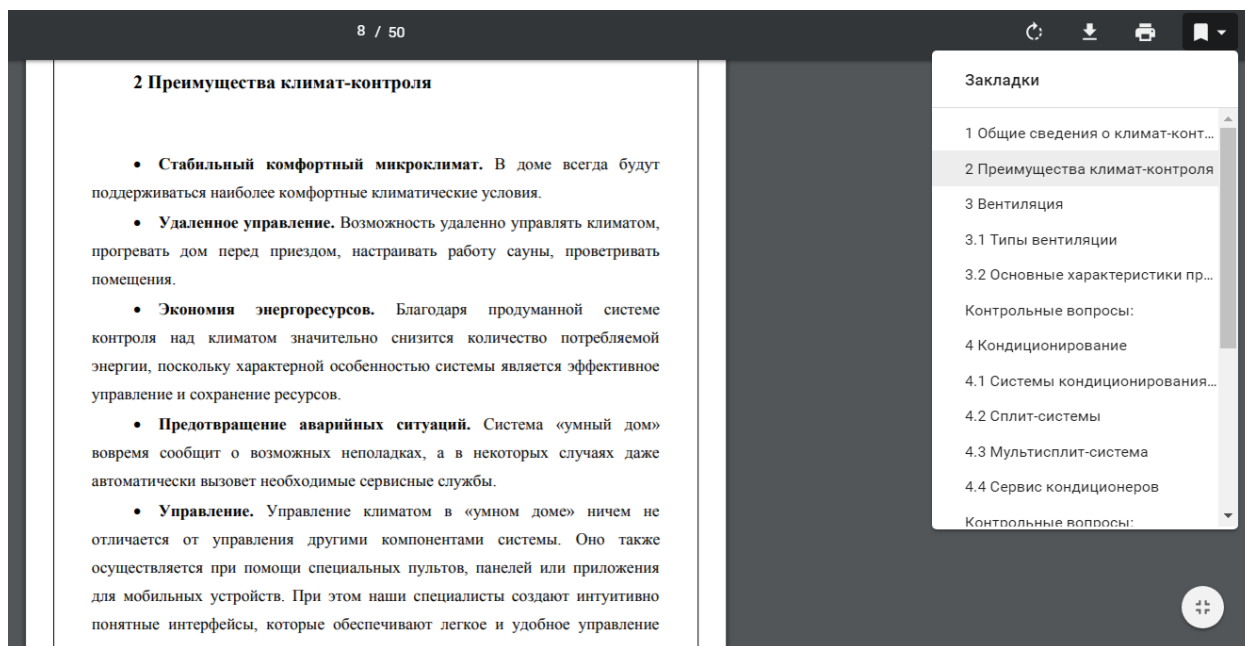 8 / 50
2 Преимущества климат-контроля
• Стабильный комфортный микроклимат. В доме всегда будут
поддерживаться наиболее комфортные климатические условия.
• Удаленное управление. Возможность удаленно управлять климатом,
прогревать дом перед приездом, настраивать работу сауны, проветривать
помещения.
• Экономия энергоресурсов. Благодаря продуманной системе
контроля над климатом значительно снизится количество потребляемой
энергии, поскольку характерной особенностью системы является эффективное
управление и сохранение ресурсов.
• Предотвращение аварийных ситуаций. Система «умный дом»
вовремя сообщит о возможных неполадках, а в некоторых случаях даже
автоматически вызовет необходимые сервисные службы.
• Управление. Управление климатом в «умном доме» ничем не
отличается от управления другими компонентами системы. Оно также
осуществляется при помощи специальных пультов, панелей или приложения
для мобильных устройств. При этом наши специалисты создают интуитивно
понятные интерфейсы, которые обеспечивают легкое и удобное управление
Закладки
1 Общие сведения о климат-конт...
2 Преимущества климат-контроля
3 Вентиляция
3.1 Типы вентиляции
3.2 Основные характеристики пр...
Контрольные вопросы:
4 Кондиционирование
4.1 Системы кондиционирования...
4.2 Сплит-системы
4.3 Мультисплит-система
4.4 Сервис кондиционеров
Контрольные вопросы: